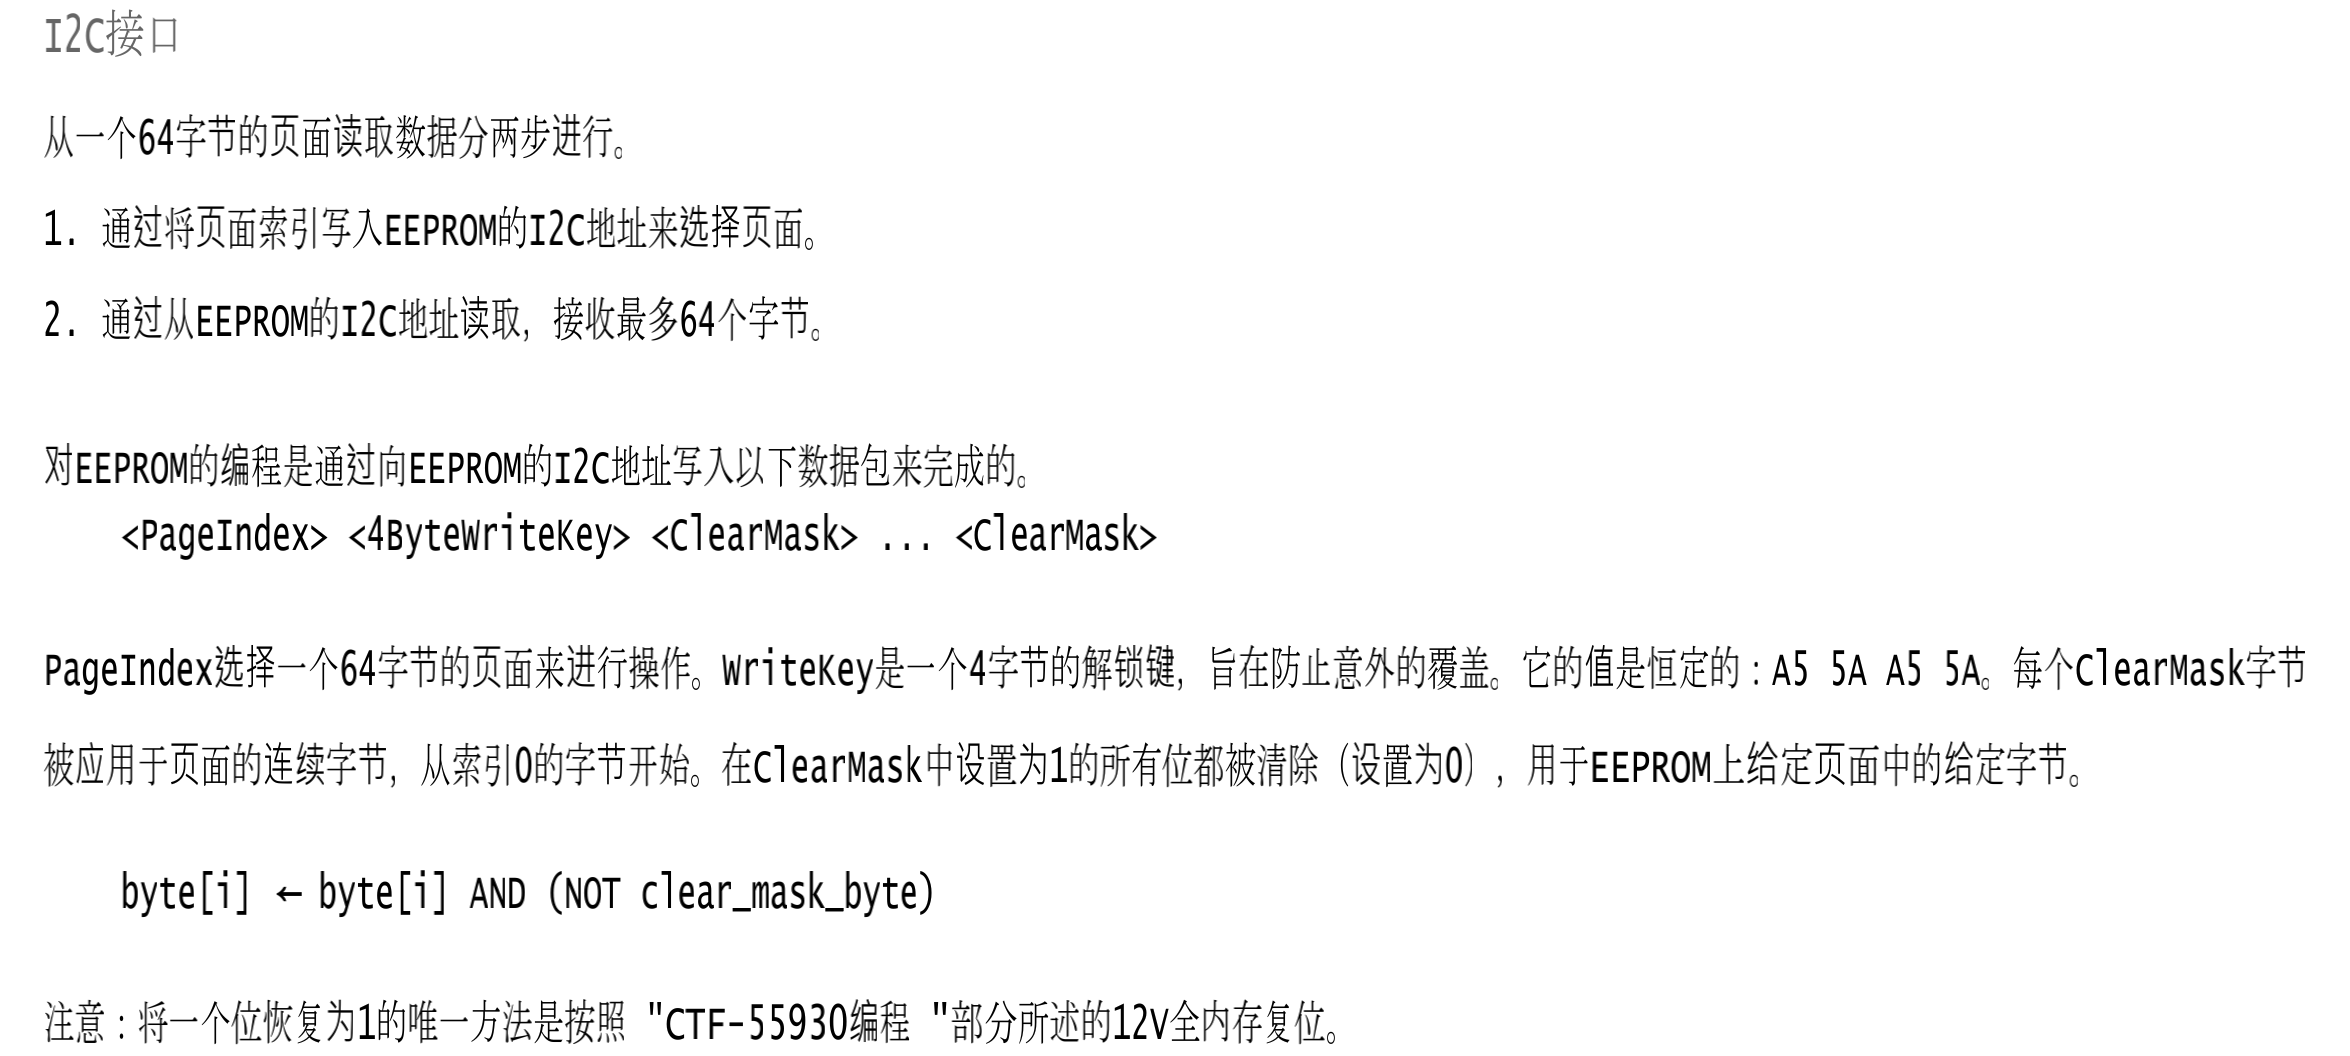 I2C接口
从一个64字节的页面读取数据分两步进行。
1. 通过将页面索引写入EEPROM的I2C地址来选择页面。
2. 通过从EEPROM的I2C地址读取，接收最多64个字节。
对EEPROM的编程是通过向EEPROM的I2C地址写入以下数据包来完成的。
<PageIndex> <4ByteWriteKey> <ClearMask> ... <ClearMask>
PageIndex选择一个64字节的页面来进行操作。WriteKey是一个4字节的解锁键，旨在防止意外的覆盖。它的值是恒定的：A5 5A A5 5A。每个ClearMask字节
被应用于页面的连续字节，从索引0的字节开始。在ClearMask中设置为1的所有位都被清除（设置为0），用于EEPROM上给定页面中的给定字节。
byte[i] ← byte[i] AND (NOT clear_mask_byte)
注意：将一个位恢复为1的唯一方法是按照 "CTF-55930编程 "部分所述的12V全内存复位。